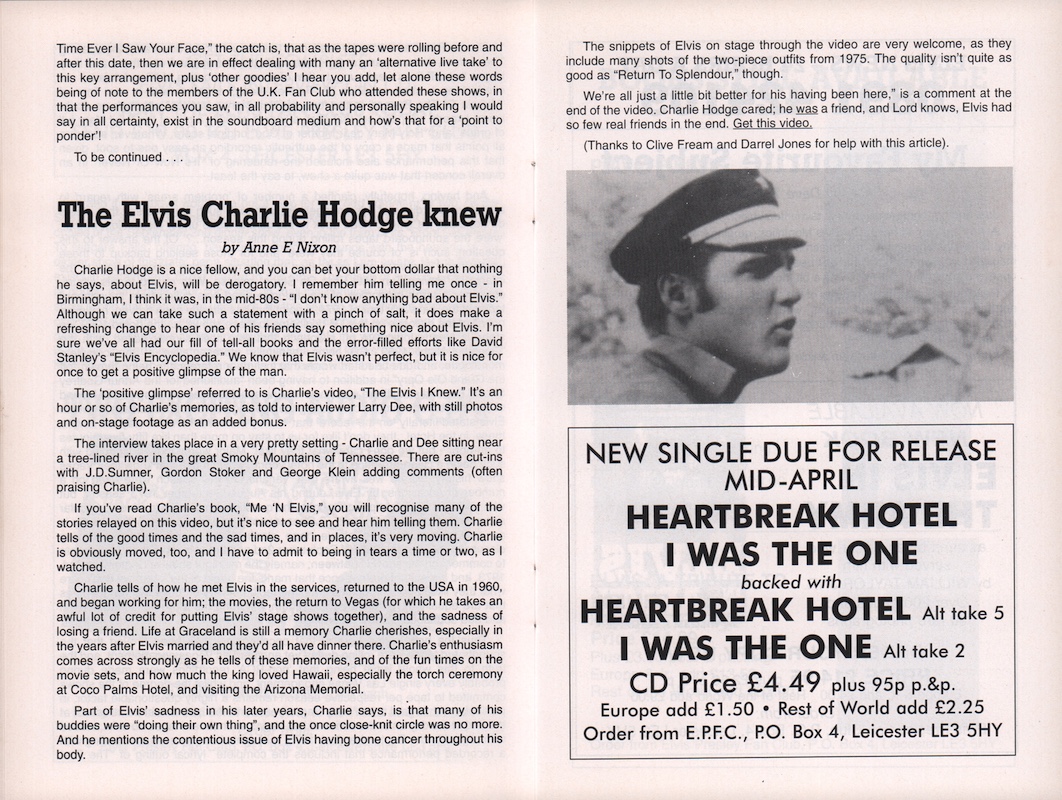 Time Ever I Saw Your Face,” the catch is, that as the tapes were rolling before and
after this date, then we are in effect dealing with many an ‘alternative live take’ to
this key arrangement, plus ‘other goodies’ I hear you add, let alone these words
being of note to the members of the U.K. Fan Club who attended these shows, in
that the performances you saw, in all probability and personally speaking I would
say in all certainty, exist in the soundboard medium and how’s that for a ‘point to
ponder’!
To be continued . . .
The Elvis Charlie Hodge knew
by Anne E Nixon
Charlie Hodge is a nice fellow, and you can bet your bottom dollar that nothing
he says, about Elvis, will be derogatory. I remember him telling me once - in
Birmingham, I think it was, in the mid-80s - “I don’t know anything bad about Elvis.”
Although we can take such a statement with a pinch of salt, it does make a
refreshing change to hear one of his friends say something nice about Elvis. I’m
sure we’ve all had our fill of tell-all books and the error-filled efforts like David
Stanley’s “Elvis Encyclopedia.” We know that Elvis wasn’t perfect, but it is nice for
once to get a positive glimpse of the man.
The ‘positive glimpse’ referred to is Charlie’s video, “The Elvis I Knew.” It’s an
hour or so of Charlie’s memories, as told to interviewer Larry Dee, with still photos
and on-stage footage as an added bonus.
The interview takes place in a very pretty setting - Charlie and Dee sitting near
a tree-lined river in the great Smoky Mountains of Tennessee. There are cut-ins
with J.D.Sumner, Gordon Stoker and George Klein adding comments (often
praising Charlie).
If you’ve read Charlie’s book, “Me ‘N Elvis,” you will recognise many of the
stories relayed on this video, but it’s nice to see and hear him telling them. Charlie
tells of the good times and the sad times, and in places, it’s very moving. Charlie
is obviously moved, too, and I have to admit to being in tears a time or two, as I
watched.
Charlie tells of how he met Elvis in the services, returned to the USA in 1960,
and began working for him; the movies, the return to Vegas (for which he takes an
awful lot of credit for putting Elvis’ stage shows together), and the sadness of
losing a friend. Life at Graceland is still a memory Charlie cherishes, especially in
the years after Elvis married and they’d all have dinner there. Charlie’s enthusiasm
comes across strongly as he tells of these memories, and of the fun times on the
movie sets, and how much the king loved Hawaii, especially the torch ceremony
at Coco Palms Hotel, and visiting the Arizona Memorial.
Part of Elvis’ sadness in his later years, Charlie says, is that many of his
buddies were “doing their own thing”, and the once close-knit circle was no more.
And he mentions the contentious issue of Elvis having bone cancer throughout his
body.
The snippets of Elvis on stage through the video are very welcome, as they
include many shots of the two-piece outfits from 1975. The quality isn’t quite as
good as “Return To Splendour,” though.
We’re all just a little bit better for his having been here,” is a comment at the
end of the video. Charlie Hodge cared; he was a friend, and Lord knows, Elvis had
so few real friends in the end. Get this video.
(Thanks to Clive Fream and Darrel Jones for help with this article).
NEW SINGLE DUE FOR RELEASE
MID-APRIL
HEARTBREAK HOTEL
I WAS THE ONE
backed with
HEARTBREAK HOTEL Alt take 5
I WAS THE ONE Alt take 2
CD Price £4.49 plus 95p p.&p.
Europe add £1.50 • Rest of World add £2.25
Order from E.P.F.C., P.O. Box 4, Leicester LE3 5HY